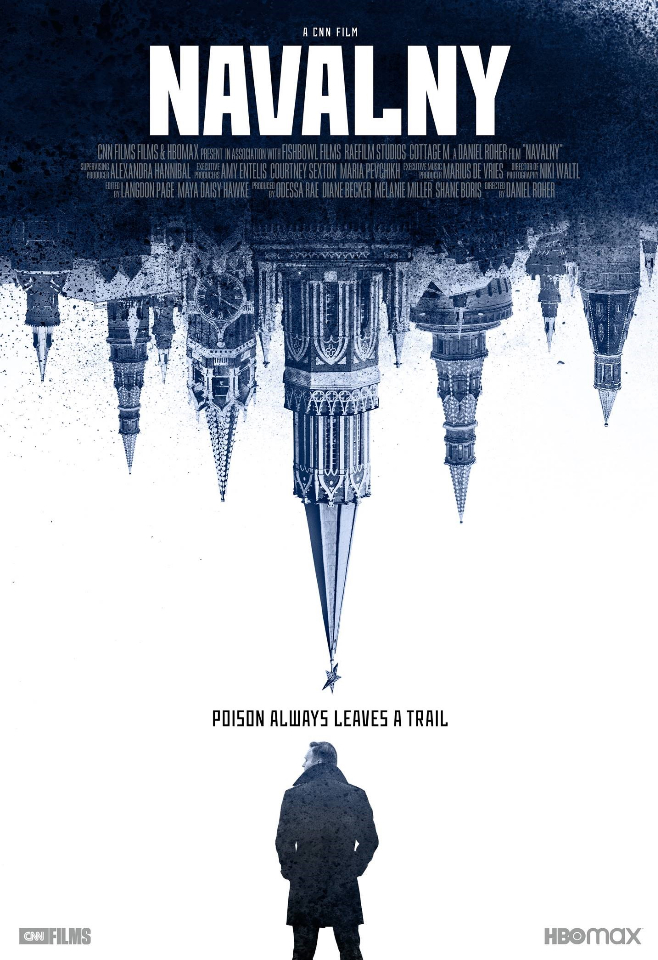 A CNN FILM
NAVALNY
CNN FILMS FILMS & HBOMAX PRESENT IN ASSOCIATION WITH FISHBOWL FILMS RAEFILM STUDIOS COTTAGE M A DANIEL ROHER FILM "NAVALNY"
SUPERVISING PRODUCER ALEXANDRA HANNIBAL EXECUTIVE PRODUCERS AMY ENTELIS COURTNEY SEXTON MARIA PEVCHIKH EXECUTIVE MUSIC PRODUCER MARIUS DE VRIES DIRECTOR OF PHOTOGRAPHY NIKI WALTL
EDITED BY LANGDON PAGE MAYA DAISY HAWKE PRODUCED BY ODESSA RAE DIANE BECKER MELANIE MILLER SHANE BORIS DIRECTED BY DANIEL ROHER
POISON ALWAYS LEAVES A TRAIL
CNN FILMS
HBOMAX